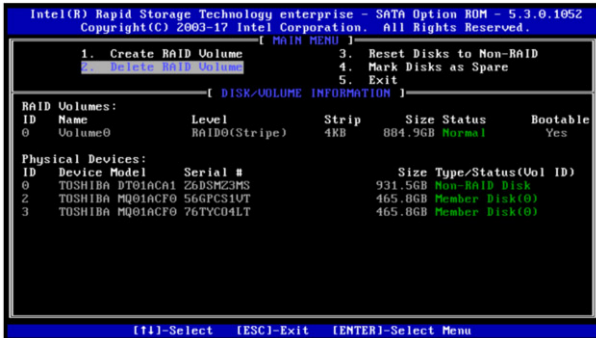 Intel(R) Rapid Storage Technology enterprise - SATA Option ROM - 5.3.0.1052
Copyright(C) 2003-17 Intel Corporation. All Rights Reserved.
[ MAIN MENU ]
1. Create RAID Volume 3. Reset Disks to Non-RAID
2. Delete RAID Volume 4. Mark Disks as Spare
5. Exit
[ DISK/VOLUME INFORMATION ]
RAID Volumes:
ID Name Level Strip Size Status Bootable
0 Volume0 RAID0(Stripe) 4KB 884.9GB Normal Yes
Physical Devices:
ID Device Model Serial # Size Type/Status(Vol ID)
0 TOSHIBA DT01ACA1 Z6DSMZ3MS 931.5GB Non-RAID Disk
2 TOSHIBA MQ01ACF0 56GPCS1VT 465.8GB Member Disk(0)
3 TOSHIBA MQ01ACF0 76TYCO4LT 465.8GB Member Disk(0)
[↑↓]-Select [ESC]-Exit [ENTER]-Select Menu